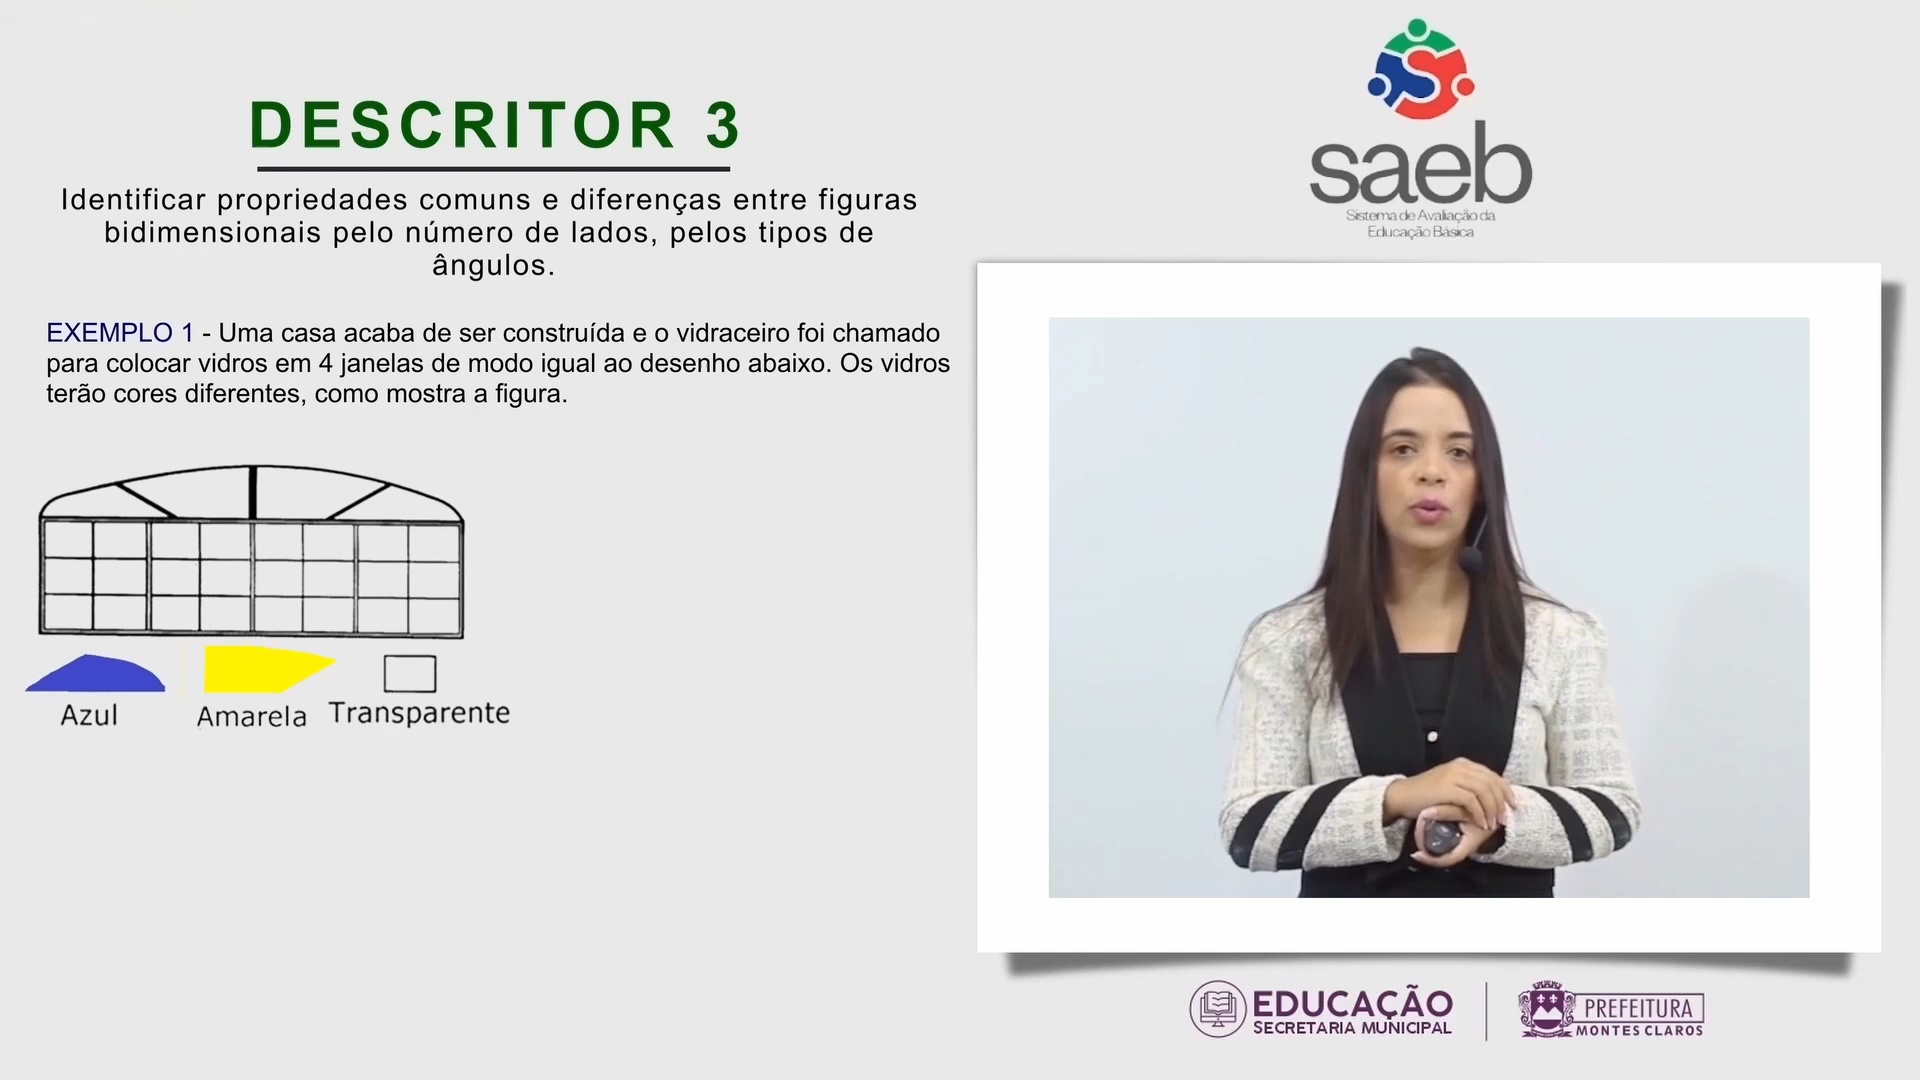 DESCRITOR 3
Identificar propriedades comuns e diferenças entre figuras
bidimensionais pelo número de lados, pelos tipos de
ângulos.
EXEMPLO 1 - Uma casa acaba de ser construída e o vidraceiro foi chamado
para colocar vidros em 4 janelas de modo igual ao desenho abaixo. Os vidros
terão cores diferentes, como mostra a figura.
Azul
Amarela
Transparente
saeb
Sistema de Avaliação da
Educação Básica
EDUCAÇÃO
SECRETARIA MUNICIPAL
PREFEITURA
MONTES CLAROS